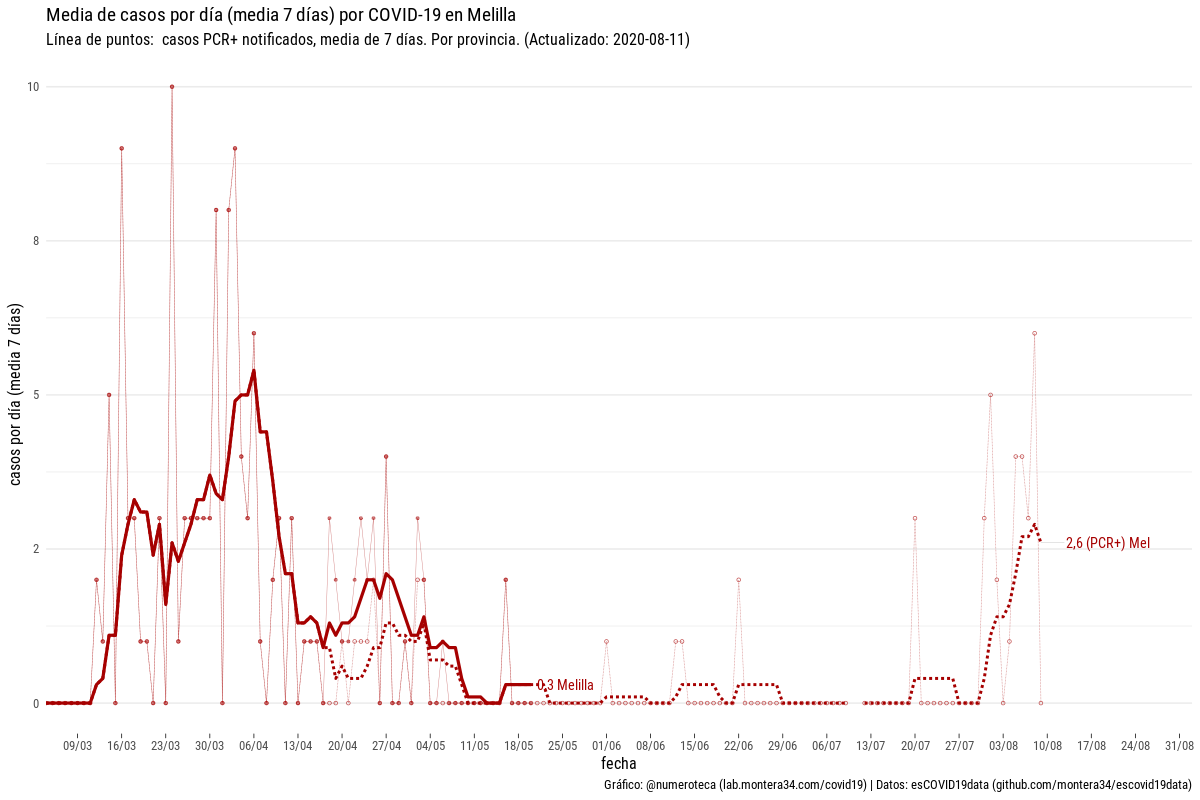 Media de casos por día (media 7 días) por COVID-19 en Melilla
Línea de puntos:  casos PCR+ notificados, media de 7 días. Por provincia. (Actualizado: 2020-08-11)
casos por día (media 7 días)
10
8
5
2
0
2,6 (PCR+) Mel
0,3 Melilla
09/03 16/03 23/03 30/03 06/04 13/04 20/04 27/04 04/05 11/05 18/05 25/05 01/06 08/06 15/06 22/06 29/06 06/07 13/07 20/07 27/07 03/08 10/08 17/08 24/08 31/08
fecha
Gráfico: @numeroteca (lab.montera34.com/covid19) | Datos: esCOVID19data (github.com/montera34/escovid19data)